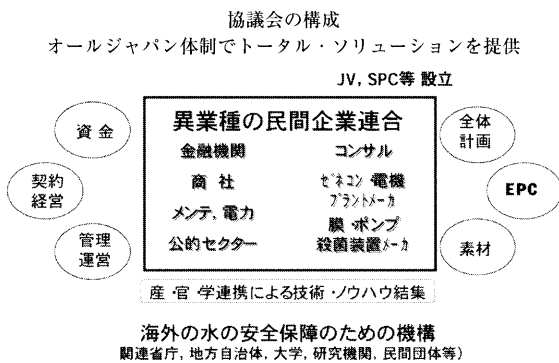 協議会の構成
オールジャパン体制でトータル・ソリューションを提供
JV, SPC等 設立
資金
契約
経営
管理
運営
異業種の民間企業連合
金融機関
コンサル
商社
ゼネコン・電機
プラントメーカ
メンテ, 電力
膜・ポンプ
公的セクター
殺菌装置メーカ
全体
計画
EPC
素材
産・官・学連携による技術・ノウハウ結集
海外の水の安全保障のための機構
関連省庁, 地方自治体, 大学, 研究機関, 民間団体等)